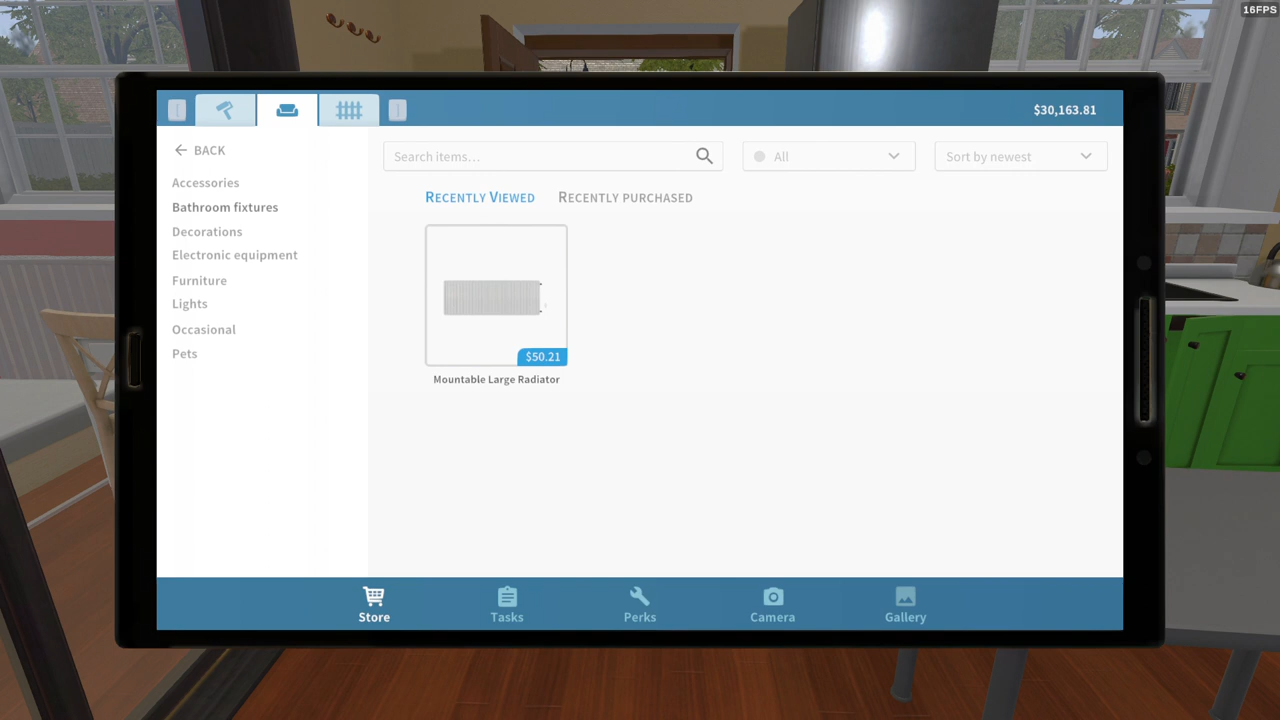 16FPS
$30,163.81
BACK
Accessories
Bathroom fixtures
Decorations
Electronic equipment
Furniture
Lights
Occasional
Pets
Search items...
All
Sort by newest
RECENTLY VIEWED
RECENTLY PURCHASED
$50.21
Mountable Large Radiator
Store
Tasks
Perks
Camera
Gallery